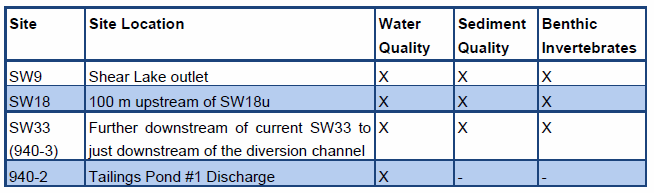 Site Site Location Water Quality Sediment Quality Benthic Invertebrates
SW9 Shear Lake outlet X X X
SW18 100 m upstream of SW18u X X X
SW33 Further downstream of current SW33 to X X X
(940-3) just downstream of the diversion channel
940-2 Tailings Pond #1 Discharge X - -